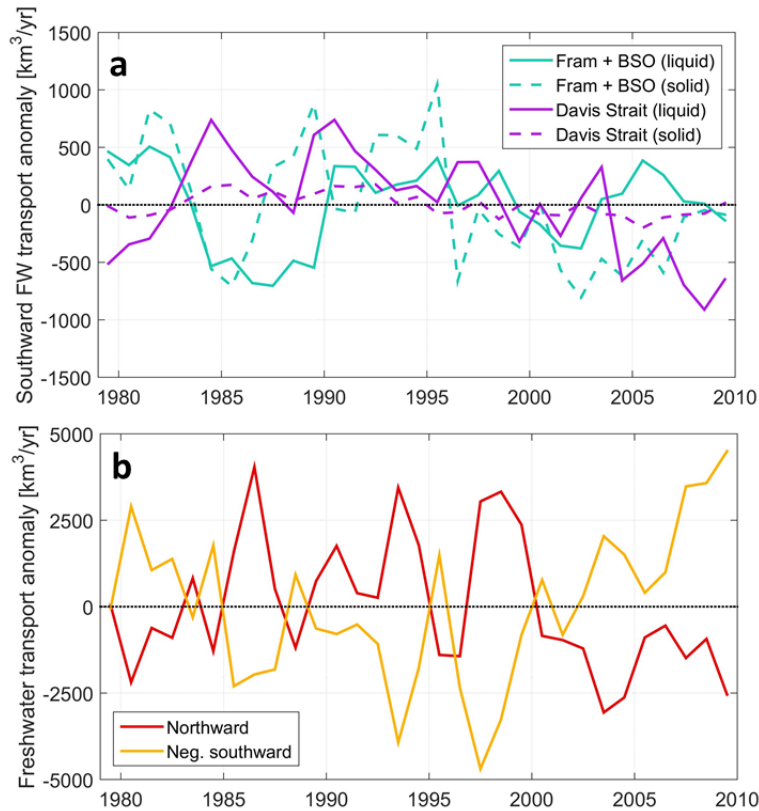 a
Southward FW transport anomaly [km³/yr]
1500
1000
500
0
-500
-1000
-1500
Fram + BSO (liquid)
Fram + BSO (solid)
Davis Strait (liquid)
Davis Strait (solid)
1980 1985 1990 1995 2000 2005 2010
b
Freshwater transport anomaly [km³/yr]
5000
2500
0
-2500
-5000
Northward
Neg. southward
1980 1985 1990 1995 2000 2005 2010